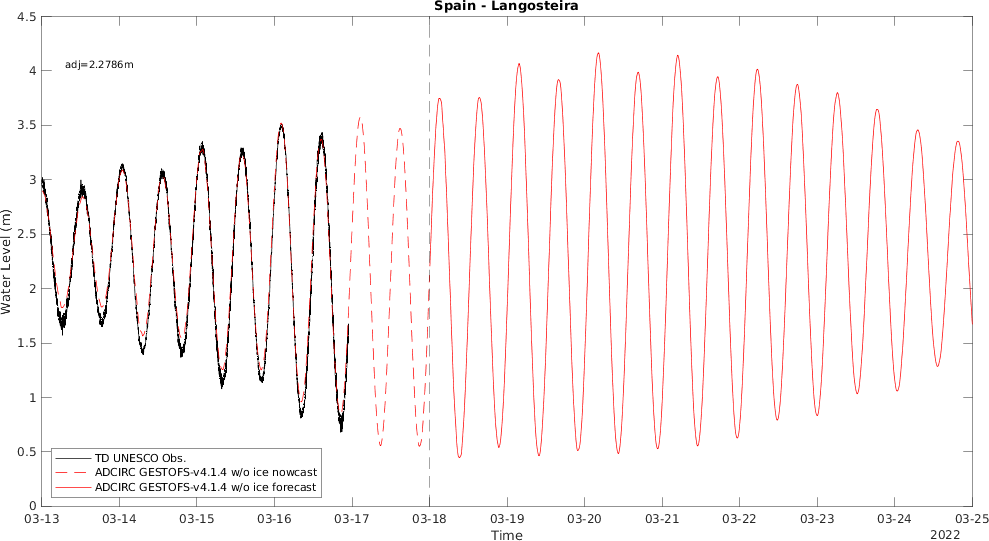 Spain - Langosteira
4.5
4
3.5
3
2.5
2
1.5
1
0.5
0
Water Level (m)
adj=2.2786m
TD UNESCO Obs.
ADCIRC GESTOFS-v4.1.4 w/o ice nowcast
ADCIRC GESTOFS-v4.1.4 w/o ice forecast
03-13 03-14 03-15 03-16 03-17 03-18 03-19 03-20 03-21 03-22 03-23 03-24 03-25
Time
2022